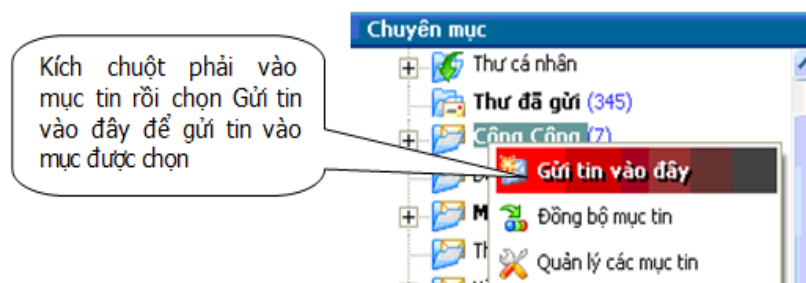 Chuyên mục
Kích chuột phải vào
mục tin rồi chọn Gửi tin
vào đây để gửi tin vào
mục được chọn
Thư cá nhân
Thư đã gửi (345)
Công Cộng (7)
Gửi tin vào đây
Đồng bộ mục tin
Quản lý các mục tin